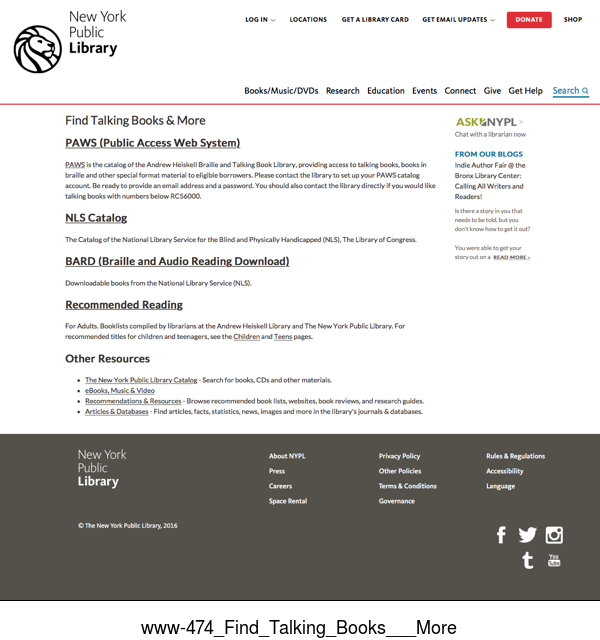 New York
Public
Library
LOG IN
LOCATIONS
GET A LIBRARY CARD
GET EMAIL UPDATES
DONATE
SHOP
Books/Music/DVDs
Research
Education
Events
Connect
Give
Get Help
Search
Find Talking Books & More
PAWS (Public Access Web System)
PAWS is the catalog of the Andrew Heiskell Braille and Talking Book Library, providing access to talking books, books in
braille and other special format material to eligible borrowers. Please contact the library to set up your PAWS catalog
account. Be ready to provide an email address and a password. You should also contact the library directly if you would like
talking books with numbers below RC56000.
NLS Catalog
The Catalog of the National Library Service for the Blind and Physically Handicapped (NLS), The Library of Congress.
BARD (Braille and Audio Reading Download)
Downloadable books from the National Library Service (NLS).
Recommended Reading
For Adults. Booklists compiled by librarians at the Andrew Heiskell Library and The New York Public Library. For
recommended titles for children and teenagers, see the Children and Teens pages.
Other Resources
• The New York Public Library Catalog - Search for books, CDs and other materials.
• eBooks, Music & Video
• Recommendations & Resources - Browse recommended book lists, websites, book reviews, and research guides.
• Articles & Databases - Find articles, facts, statistics, news, images and more in the library's journals & databases.
ASK NYPL >
Chat with a librarian now
FROM OUR BLOGS
Indie Author Fair @ the
Bronx Library Center:
Calling All Writers and
Readers!
Is there a story in you that
needs to be told, but you
don't know how to get it out?
You were able to get your
story out on a READ MORE ›
New York
Public
Library
About NYPL
Press
Careers
Space Rental
Privacy Policy
Other Policies
Terms & Conditions
Governance
Rules & Regulations
Accessibility
Language
© The New York Public Library, 2016
You
Tube
www-474_Find_Talking_Books___More